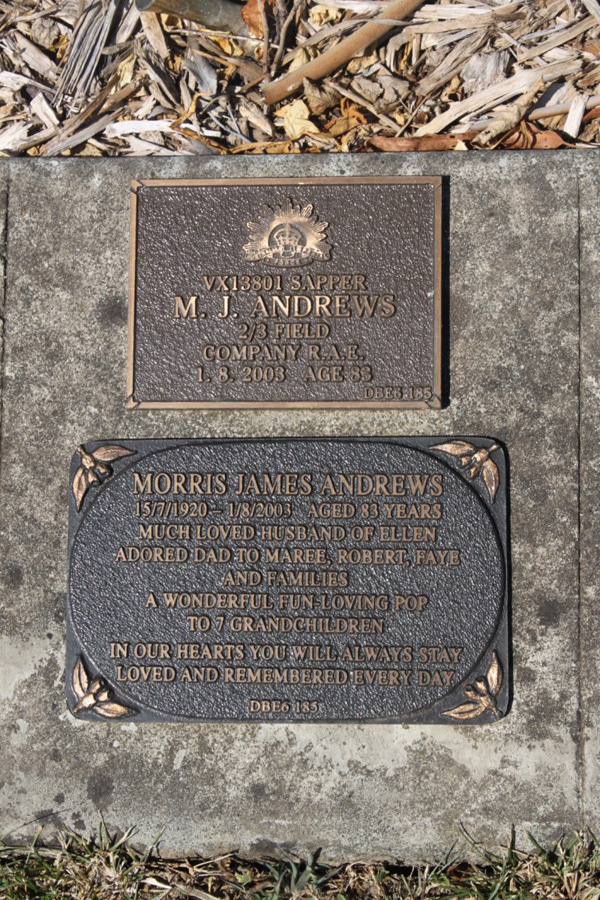 VX13801 SAPPER
M. J. ANDREWS
2/3 FIELD
COMPANY R.A.E.
1. 8. 2003 AGE 83
DBE6 185
MORRIS JAMES ANDREWS
15/7/1920 – 1/8/2003 AGED 83 YEARS
MUCH LOVED HUSBAND OF ELLEN
ADORED DAD TO MAREE, ROBERT, FAYE
AND FAMILIES
A WONDERFUL FUN-LOVING POP
TO 7 GRANDCHILDREN
IN OUR HEARTS YOU WILL ALWAYS STAY
LOVED AND REMEMBERED EVERY DAY
DBE6 185